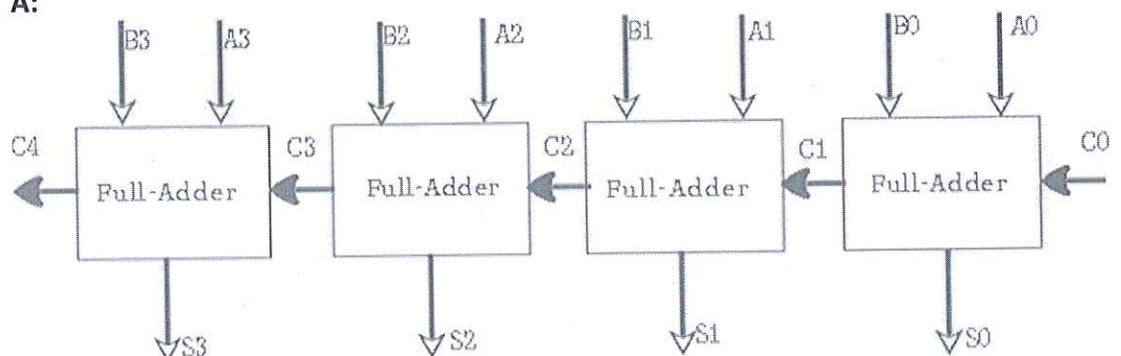 A:
B3 A3 B2 A2 B1 A1 B0 A0
C4 C3 C2 C1 C0
Full-Adder Full-Adder Full-Adder Full-Adder
S3 S2 S1 S0